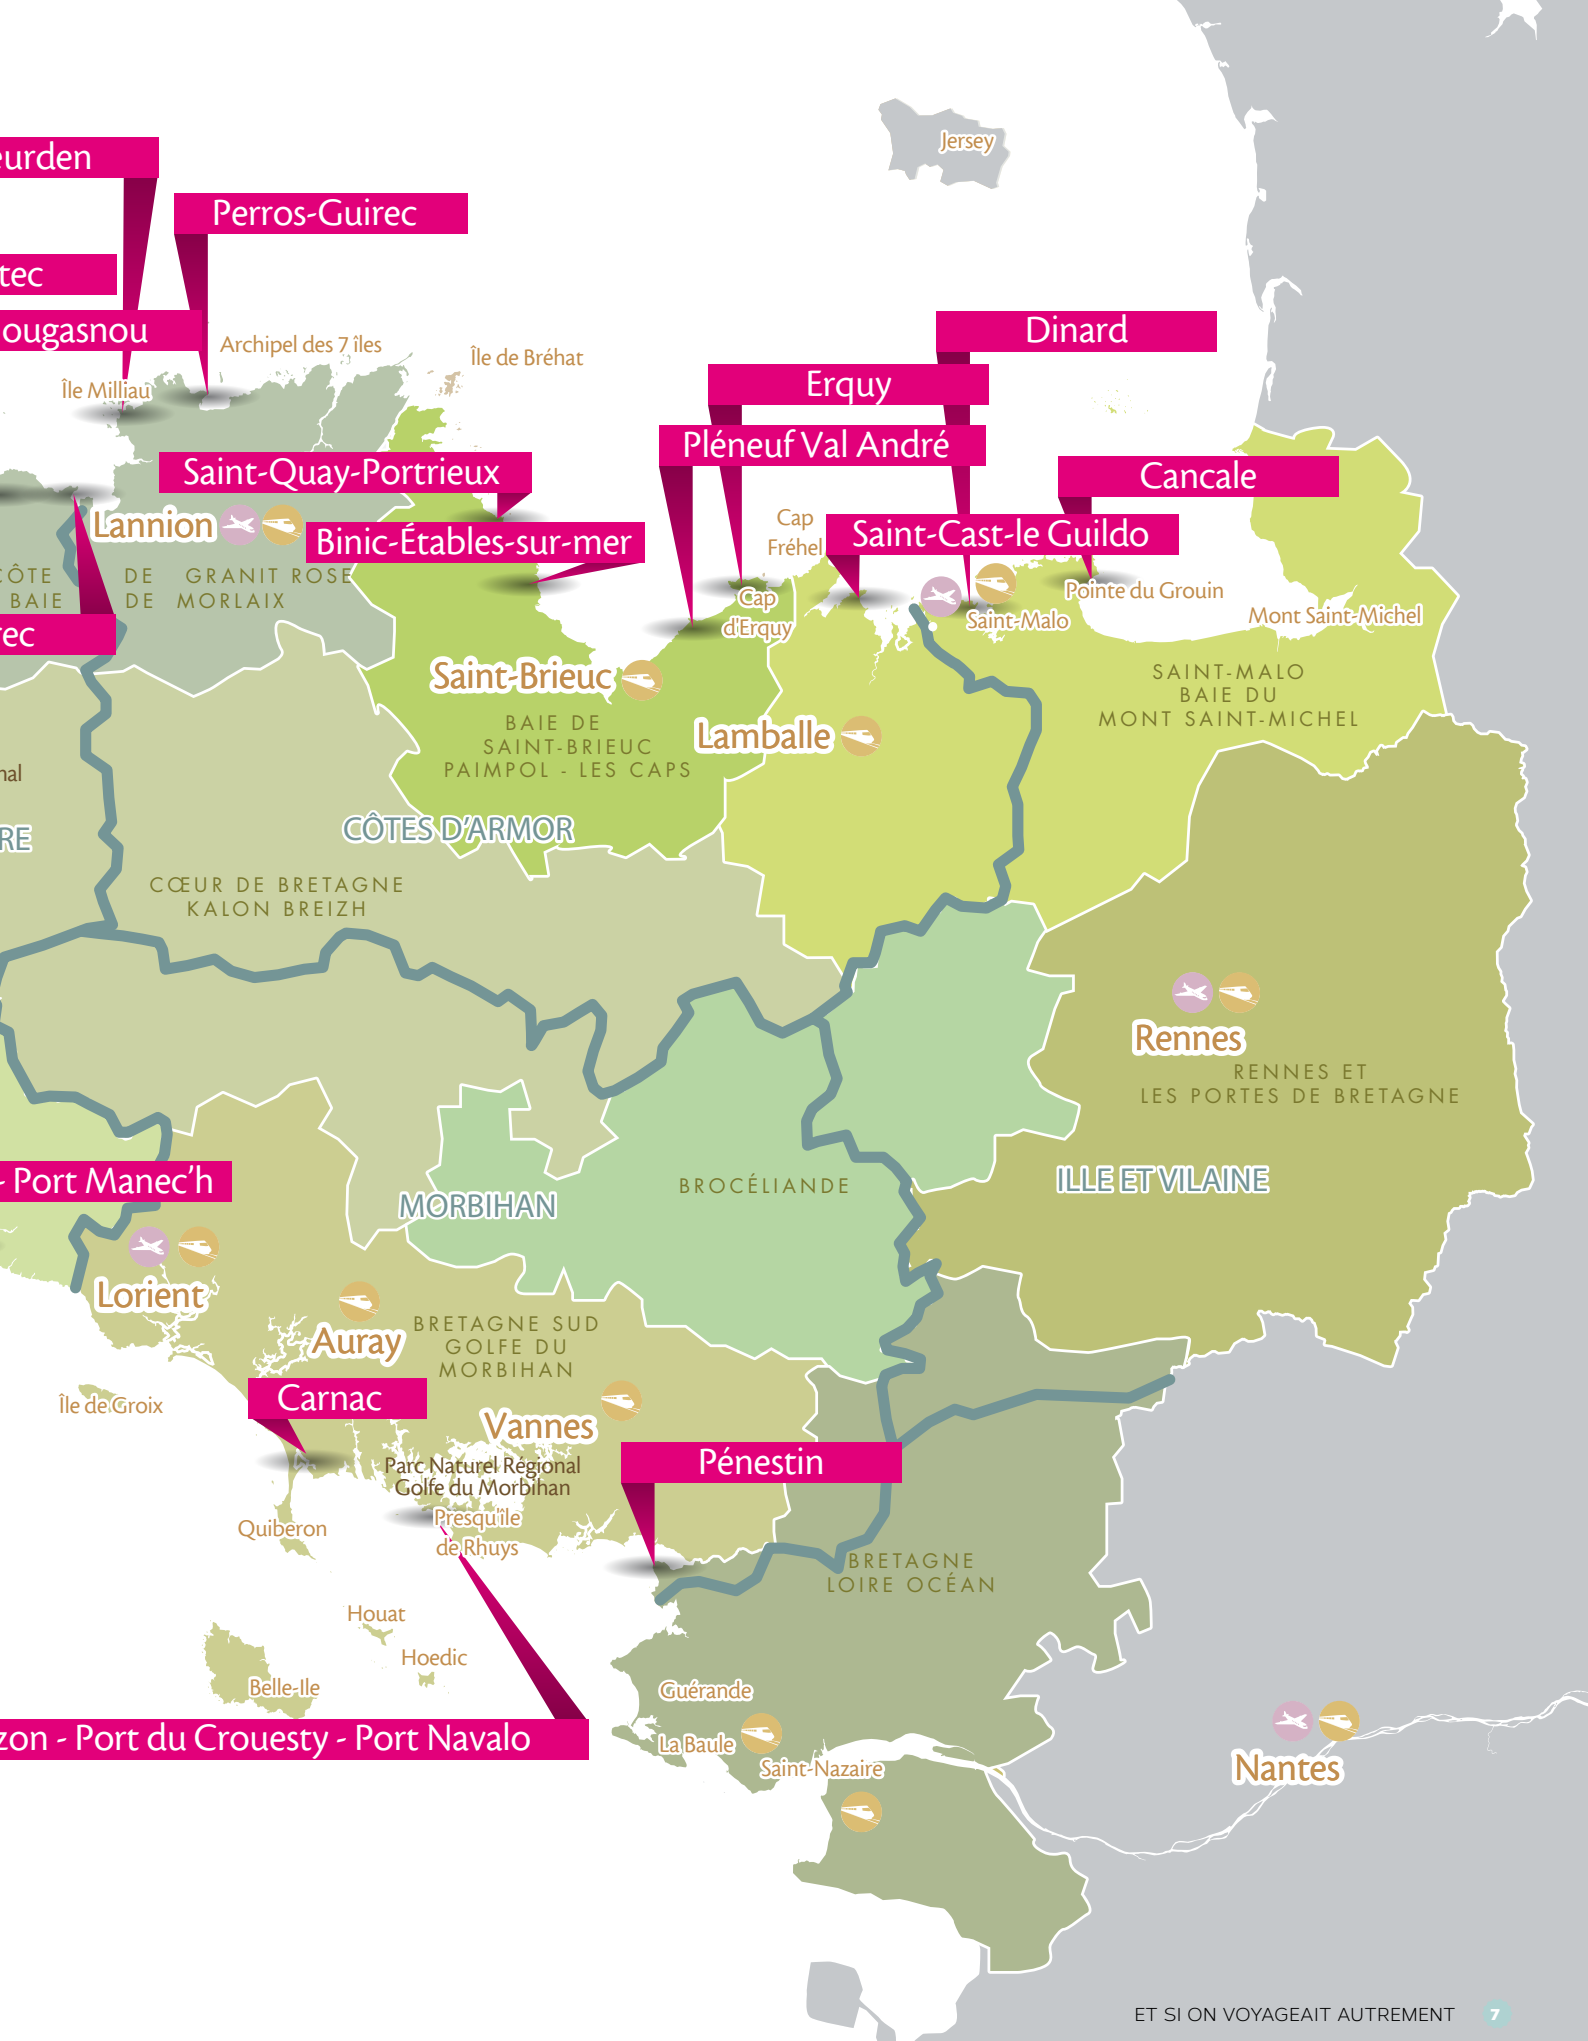 Jersey
eurden
Perros-Guirec
tec
Dinard
ougasnou
Archipel des 7 îles
Île de Bréhat
Erquy
Île Milliau
Pléneuf Val André
Saint-Quay-Portrieux
Cancale
Lannion
Cap
Fréhel
Saint-Cast-le Guildo
Binic-Étables-sur-mer
CÔTE DE GRANIT ROSE
BAIE DE MORLAIX
Pointe du Grouin
Cap
d'Erquy
Saint-Malo
Mont Saint-Michel
rec
Saint-Brieuc
SAINT-MALO
BAIE DU
MONT SAINT-MICHEL
BAIE DE
SAINT-BRIEUC
PAIMPOL - LES CAPS
Lamballe
nal
CÔTES D'ARMOR
RE
CŒUR DE BRETAGNE
KALON BREIZH
Rennes
RENNES ET
LES PORTES DE BRETAGNE
- Port Manec'h
BROCÉLIANDE
ILLE ET VILAINE
MORBIHAN
Lorient
Auray
BRETAGNE SUD
GOLFE DU
MORBIHAN
Île de Groix
Carnac
Vannes
Parc Naturel Régional
Golfe du Morbihan
Pénestin
Presqu'île
de Rhuys
Quiberon
BRETAGNE
LOIRE OCÉAN
Houat
Hoedic
Belle-Ile
Guérande
zon - Port du Crouesty - Port Navalo
La Baule
Saint-Nazaire
Nantes
ET SI ON VOYAGEAIT AUTREMENT 7